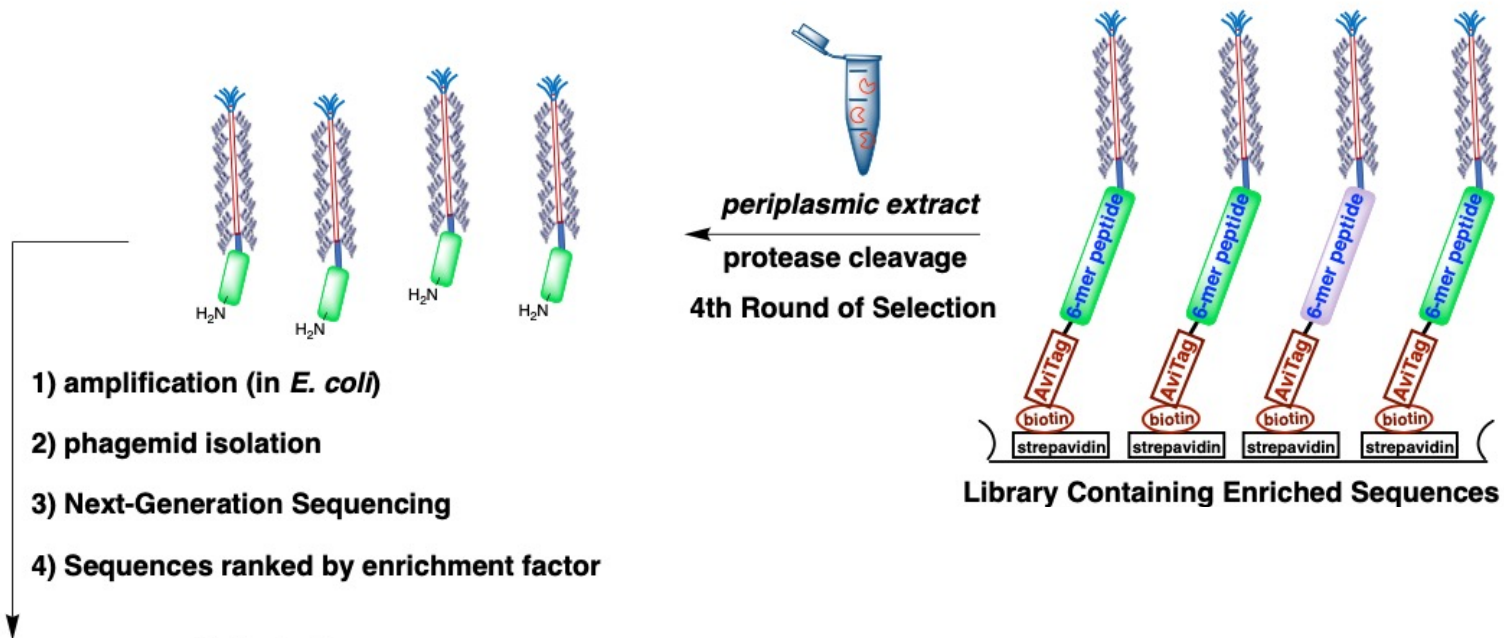 periplasmic extract
protease cleavage
4th Round of Selection
H2N
H2N
H2N
H2N
6-mer peptide
6-mer peptide
6-mer peptide
6-mer peptide
AviTag
AviTag
AviTag
AviTag
biotin
biotin
biotin
biotin
strepavidin
strepavidin
strepavidin
strepavidin
Library Containing Enriched Sequences
1) amplification (in E. coli)
2) phagemid isolation
3) Next-Generation Sequencing
4) Sequences ranked by enrichment factor